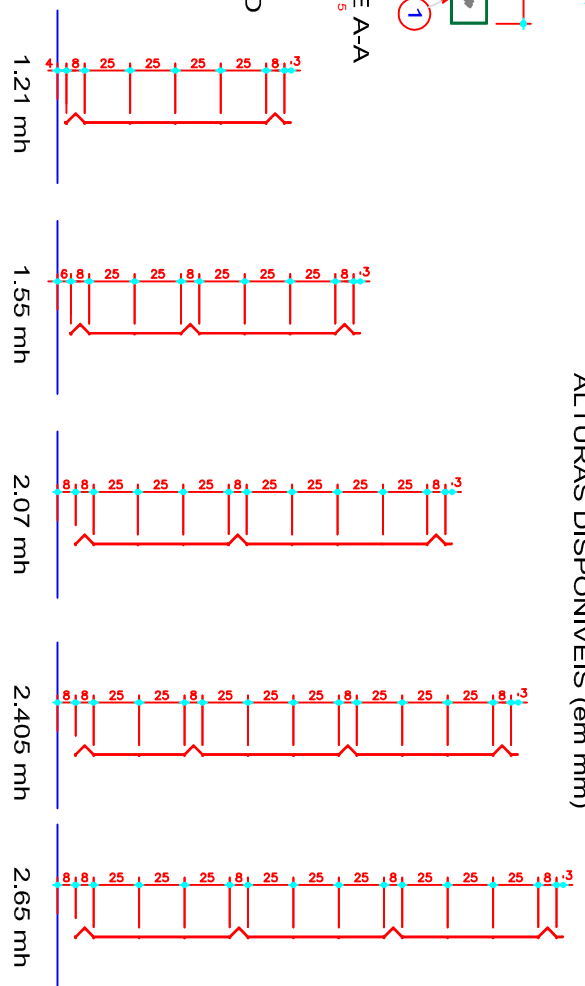 1
E A-A
5
ALTURAS DISPONÍVEIS (em mm)
4 8 25 25 25 25 8 .3
1.21 mh
6 8 25 25 8 25 25 25 8 .3
1.55 mh
8 8 25 25 25 8 25 25 25 25 8 .3
2.07 mh
8 8 25 25 8 25 25 25 8 25 25 25 8 .3
2.405 mh
8 8 25 25 25 8 25 25 25 8 25 25 25 8 .3
2.65 mh